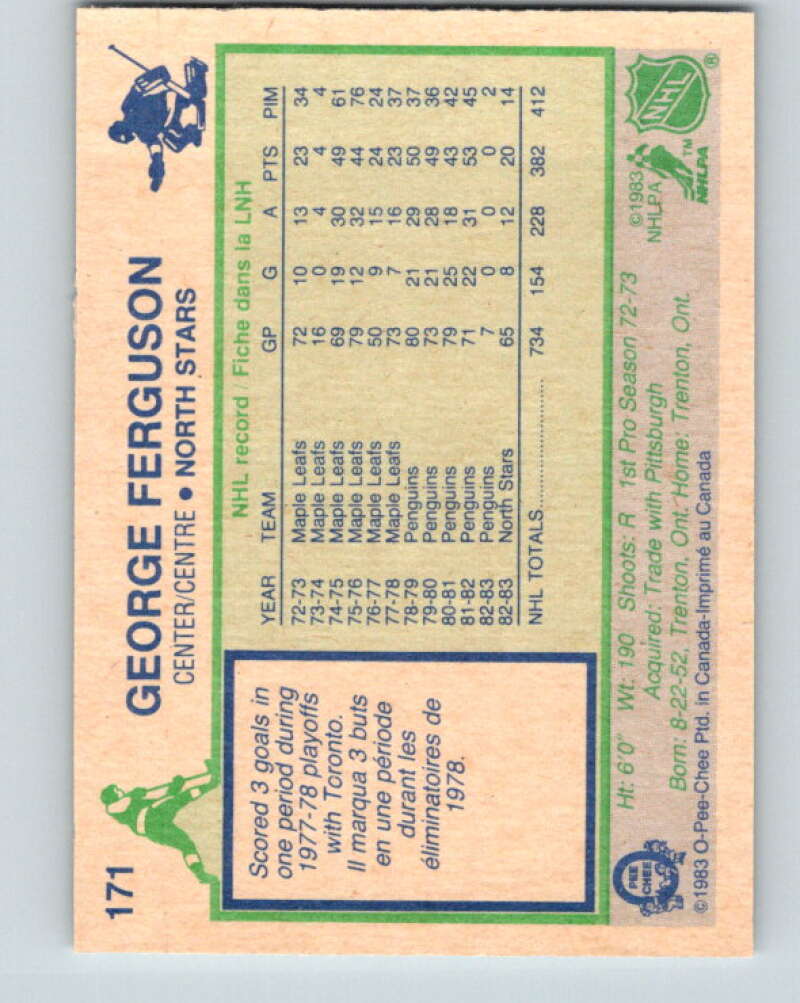 171
GEORGE FERGUSON
CENTER/CENTRE • NORTH STARS
Scored 3 goals in
one period during
1977-78 playoffs
with Toronto.
Il marqua 3 buts
en une période
durant les
éliminatoires de
1978.
NHL record / Fiche dans la LNH
YEAR TEAM GP G A PTS PIM
72-73 Maple Leafs 72 10 13 23 34
73-74 Maple Leafs 16 0 4 4 4
74-75 Maple Leafs 69 19 30 49 61
75-76 Maple Leafs 79 12 32 44 76
76-77 Maple Leafs 50 9 15 24 24
77-78 Maple Leafs 73 7 16 23 37
78-79 Penguins 80 21 29 50 37
79-80 Penguins 73 21 28 49 36
80-81 Penguins 79 25 18 43 42
81-82 Penguins 71 22 31 53 45
82-83 Penguins 7 0 0 0 2
82-83 North Stars 65 8 12 20 14
NHL TOTALS.................. 734 154 228 382 412
Ht: 6'0" Wt: 190 Shoots: R 1st Pro Season 72-73
Acquired: Trade with Pittsburgh
Born: 8-22-52, Trenton, Ont. Home: Trenton, Ont.
©1983 O-Pee-Chee Ptd. in Canada-Imprimé au Canada
O PEE CHEE
©1983
NHLPA
NHLPA TM
NHL ®